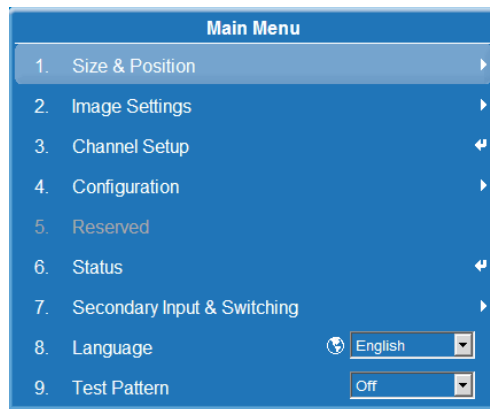 Main Menu
1. Size & Position
2. Image Settings
3. Channel Setup
4. Configuration
5. Reserved
6. Status
7. Secondary Input & Switching
8. Language English
9. Test Pattern Off